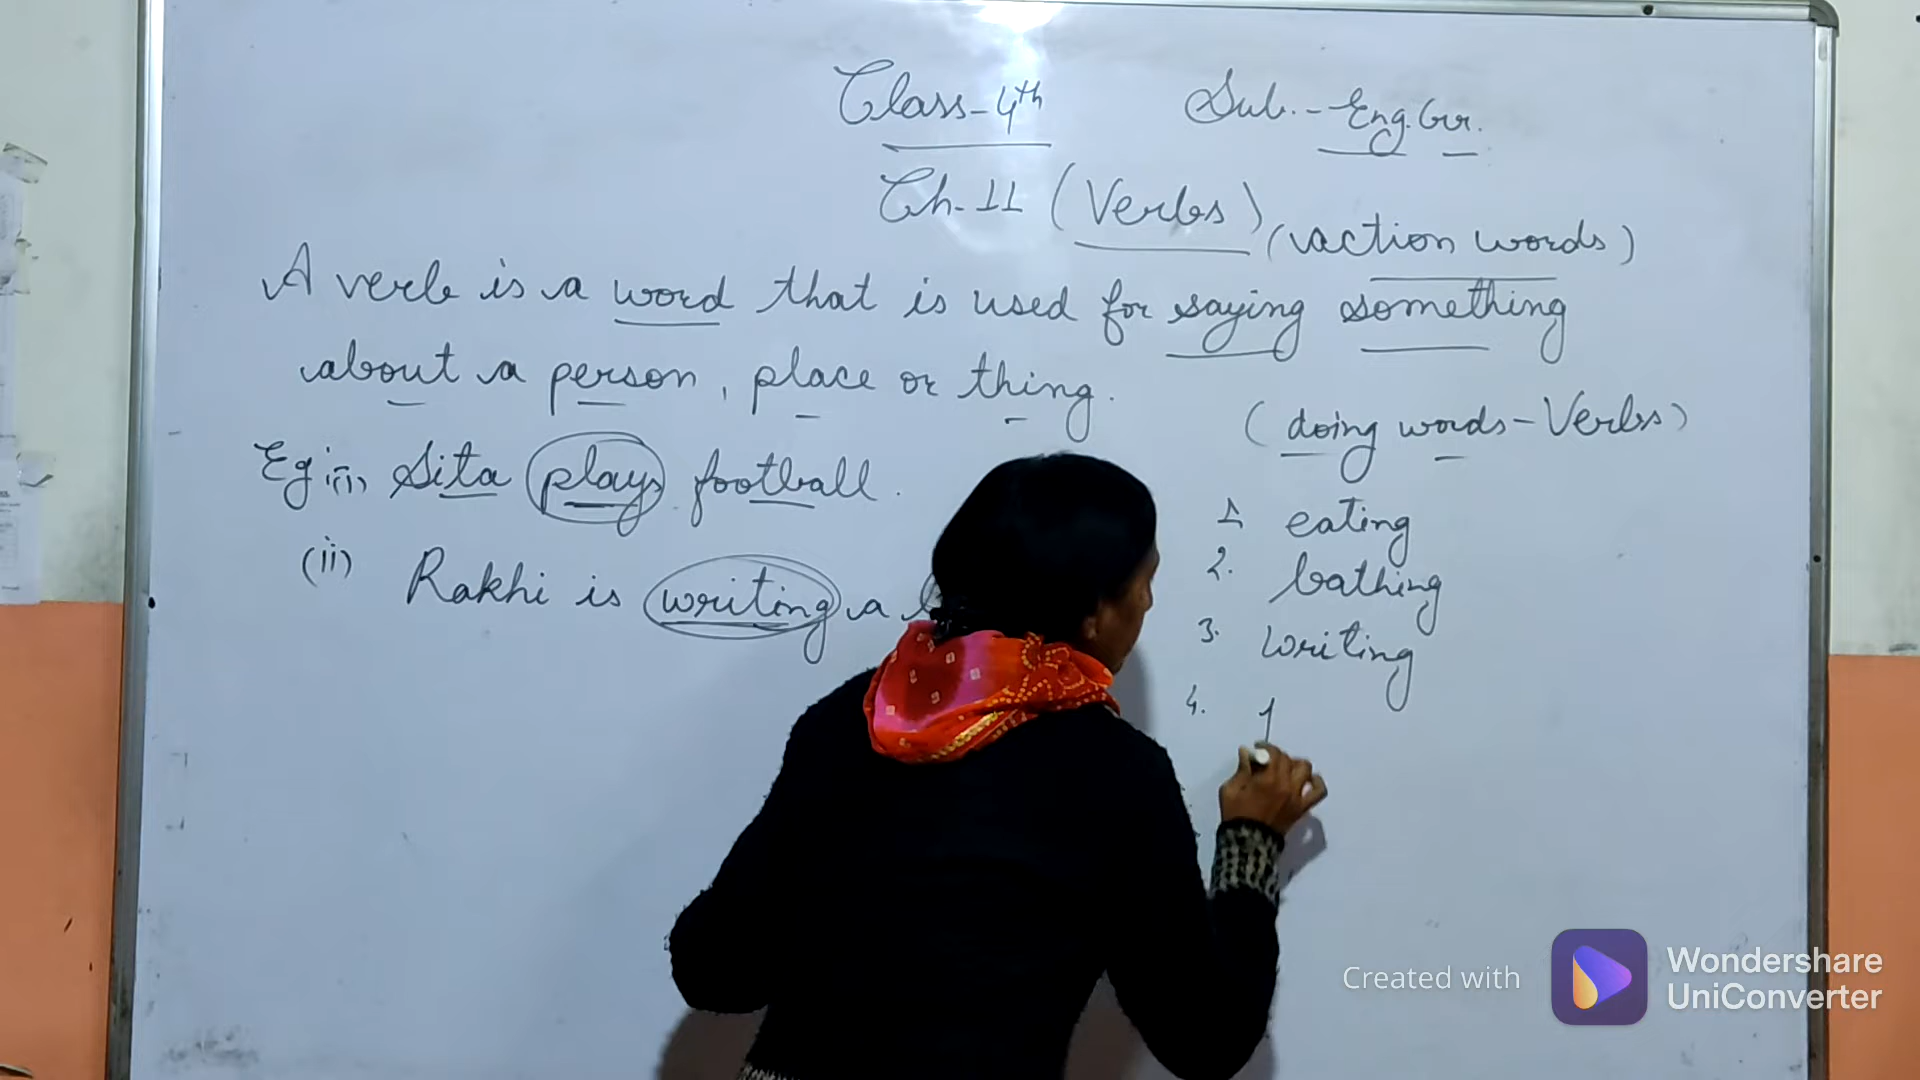 Class-4th Sub.-Eng.Gr.
Ch-11 (Verbs) (action words)
A verb is a word that is used for saying something
about a person, place or thing.
(doing words-Verbs)
Eg:(i) Sita plays football.
(ii) Rakhi is writing a
1. eating
2. bathing
3. writing
4.
Created with Wondershare UniConverter